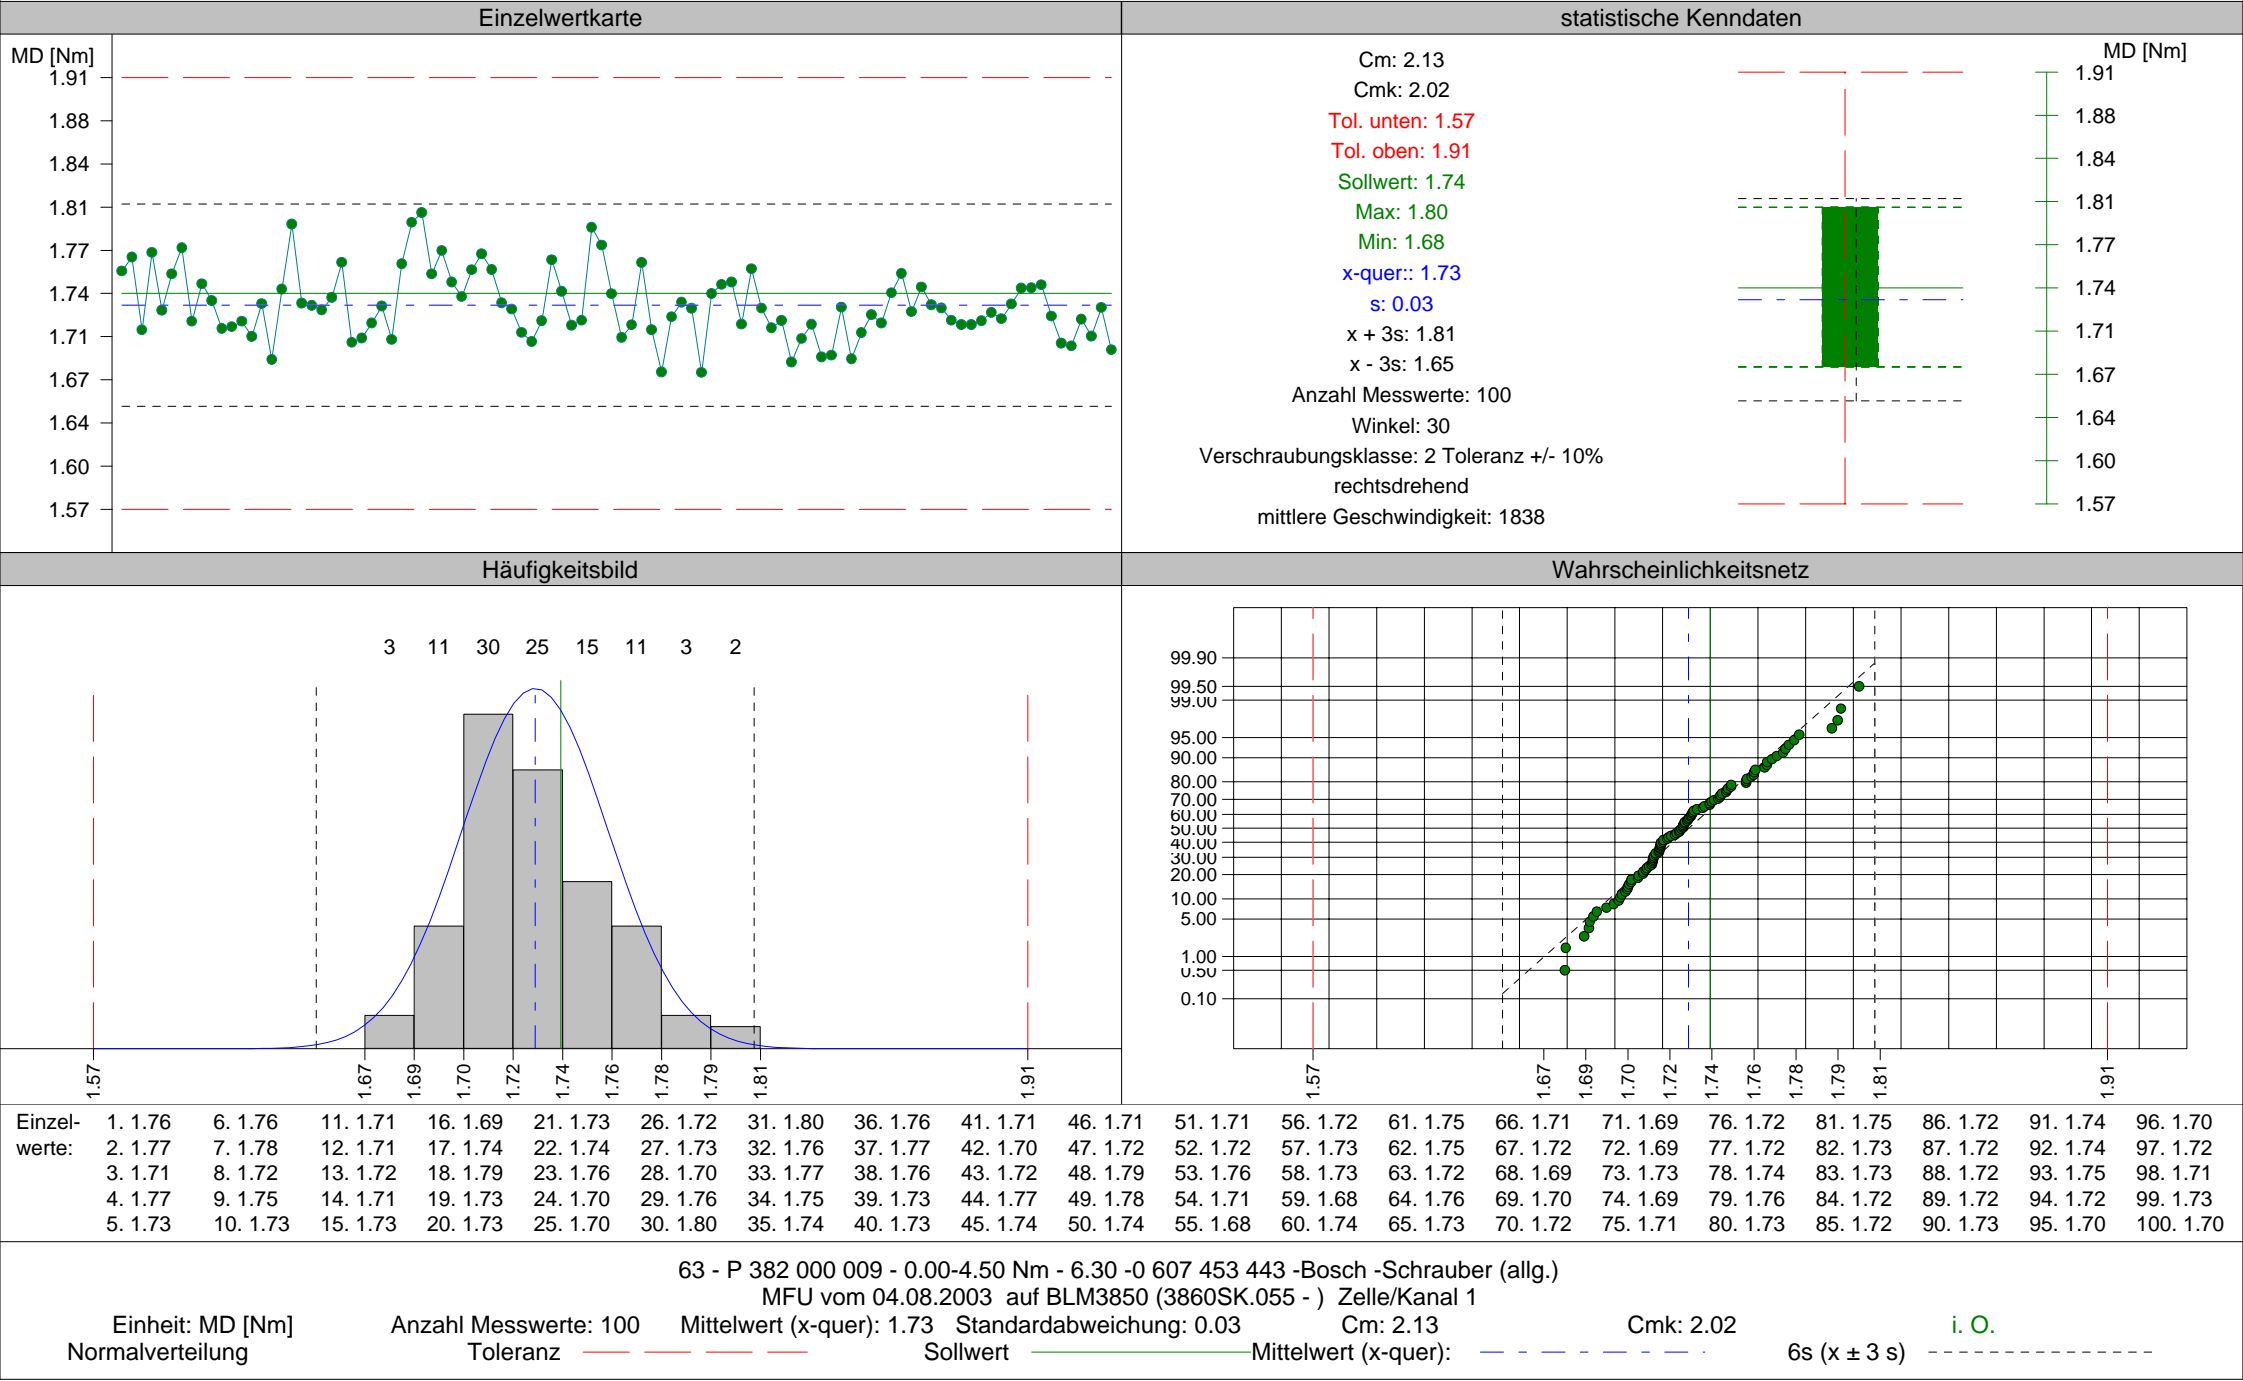 Einzelwertkarte
MD [Nm]
1.91
1.88
1.84
1.81
1.77
1.74
1.71
1.67
1.64
1.60
1.57
statistische Kenndaten
Cm: 2.13
Cmk: 2.02
Tol. unten: 1.57
Tol. oben: 1.91
Sollwert: 1.74
Max: 1.80
Min: 1.68
x-quer:: 1.73
s: 0.03
x + 3s: 1.81
x - 3s: 1.65
Anzahl Messwerte: 100
Winkel: 30
Verschraubungsklasse: 2 Toleranz +/- 10%
rechtsdrehend
mittlere Geschwindigkeit: 1838
MD [Nm]
1.91
1.88
1.84
1.81
1.77
1.74
1.71
1.67
1.64
1.60
1.57
Häufigkeitsbild
3 11 30 25 15 11 3 2
1.57 1.67 1.69 1.70 1.72 1.74 1.76 1.78 1.79 1.81 1.91
Wahrscheinlichkeitsnetz
99.90
99.50
99.00
95.00
90.00
80.00
70.00
60.00
50.00
40.00
30.00
20.00
10.00
5.00
1.00
0.50
0.10
1.57 1.67 1.69 1.70 1.72 1.74 1.76 1.78 1.79 1.81 1.91
Einzel- 1. 1.76 6. 1.76 11. 1.71 16. 1.69 21. 1.73 26. 1.72 31. 1.80 36. 1.76 41. 1.71 46. 1.71 51. 1.71 56. 1.72 61. 1.75 66. 1.71 71. 1.69 76. 1.72 81. 1.75 86. 1.72 91. 1.74 96. 1.70
werte: 2. 1.77 7. 1.78 12. 1.71 17. 1.74 22. 1.74 27. 1.73 32. 1.76 37. 1.77 42. 1.70 47. 1.72 52. 1.72 57. 1.73 62. 1.75 67. 1.72 72. 1.69 77. 1.72 82. 1.73 87. 1.72 92. 1.74 97. 1.72
3. 1.71 8. 1.72 13. 1.72 18. 1.79 23. 1.76 28. 1.70 33. 1.77 38. 1.76 43. 1.72 48. 1.79 53. 1.76 58. 1.73 63. 1.72 68. 1.69 73. 1.73 78. 1.74 83. 1.73 88. 1.72 93. 1.75 98. 1.71
4. 1.77 9. 1.75 14. 1.71 19. 1.73 24. 1.70 29. 1.76 34. 1.75 39. 1.73 44. 1.77 49. 1.78 54. 1.71 59. 1.68 64. 1.76 69. 1.70 74. 1.69 79. 1.76 84. 1.72 89. 1.72 94. 1.72 99. 1.73
5. 1.73 10. 1.73 15. 1.73 20. 1.73 25. 1.70 30. 1.80 35. 1.74 40. 1.73 45. 1.74 50. 1.74 55. 1.68 60. 1.74 65. 1.73 70. 1.72 75. 1.71 80. 1.73 85. 1.72 90. 1.73 95. 1.70 100. 1.70
63 - P 382 000 009 - 0.00-4.50 Nm - 6.30 -0 607 453 443 -Bosch -Schrauber (allg.)
MFU vom 04.08.2003 auf BLM3850 (3860SK.055 - ) Zelle/Kanal 1
Einheit: MD [Nm] Anzahl Messwerte: 100 Mittelwert (x-quer): 1.73 Standardabweichung: 0.03 Cm: 2.13 Cmk: 2.02 i. O.
Normalverteilung Toleranz Sollwert Mittelwert (x-quer): 6s (x ± 3 s)